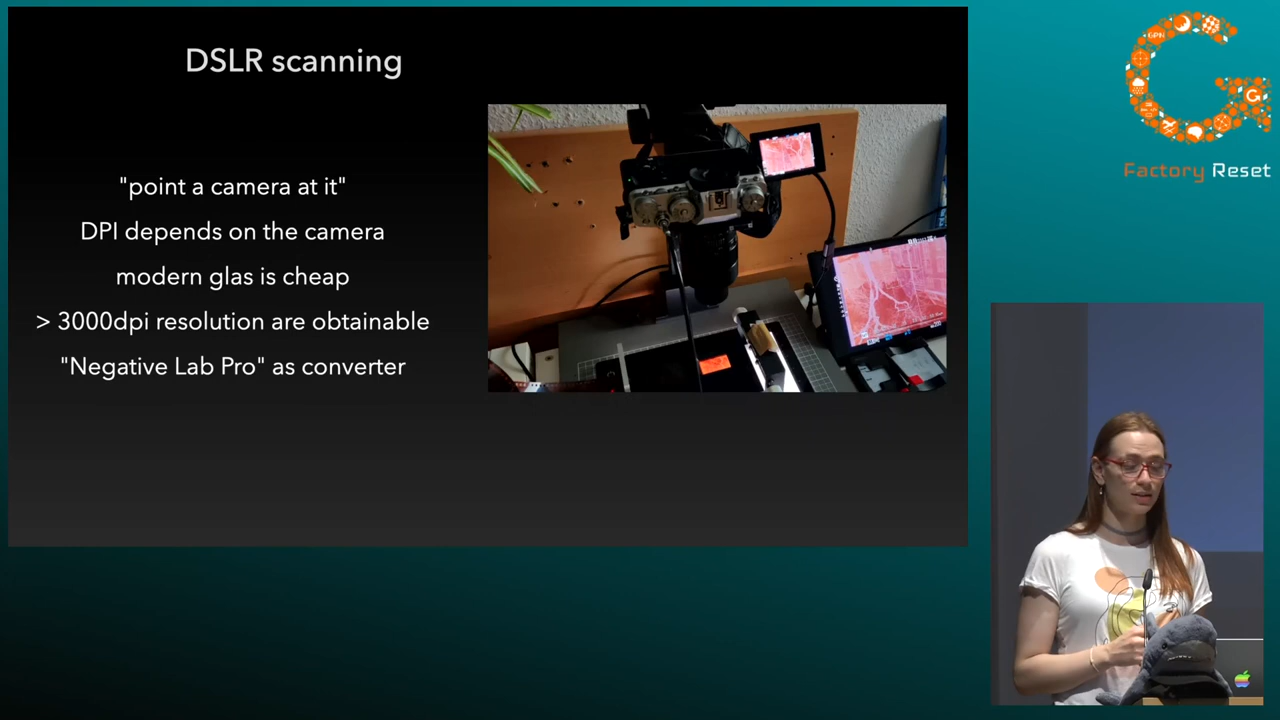 DSLR scanning
"point a camera at it"
DPI depends on the camera
modern glas is cheap
> 3000dpi resolution are obtainable
"Negative Lab Pro" as converter
GPN
G
Factory Reset